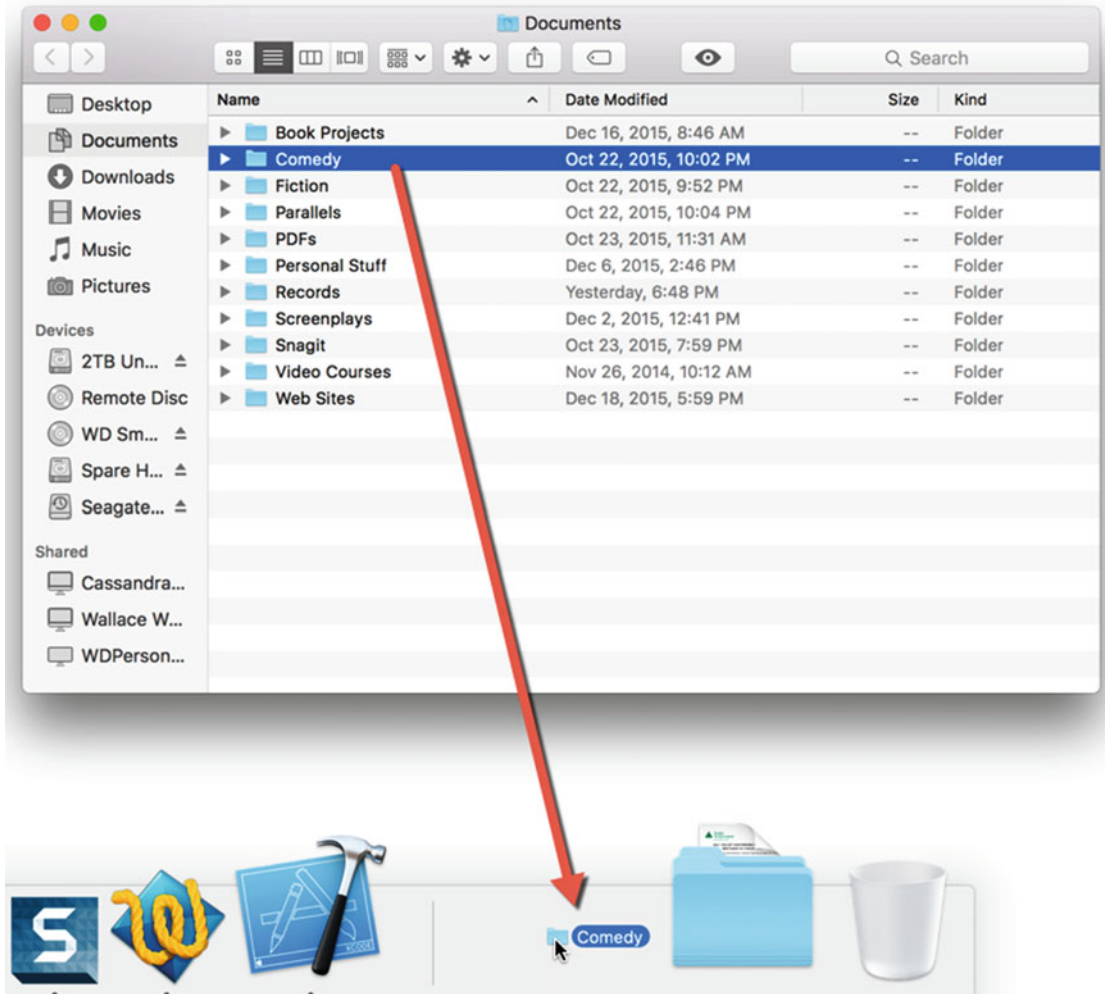 Documents
Search
Name Date Modified Size Kind
Desktop
Documents
Downloads
Movies
Music
Pictures
Devices
2TB Un...
Remote Disc
WD Sm...
Spare H...
Seagate...
Shared
Cassandra...
Wallace W...
WDPerson...
Book Projects Dec 16, 2015, 8:46 AM -- Folder
Comedy Oct 22, 2015, 10:02 PM -- Folder
Fiction Oct 22, 2015, 9:52 PM -- Folder
Parallels Oct 22, 2015, 10:04 PM -- Folder
PDFs Oct 23, 2015, 11:31 AM -- Folder
Personal Stuff Dec 6, 2015, 2:46 PM -- Folder
Records Yesterday, 6:48 PM -- Folder
Screenplays Dec 2, 2015, 12:41 PM -- Folder
Snagit Oct 23, 2015, 7:59 PM -- Folder
Video Courses Nov 26, 2014, 10:12 AM -- Folder
Web Sites Dec 18, 2015, 5:59 PM -- Folder
S
W
XCODE
Comedy